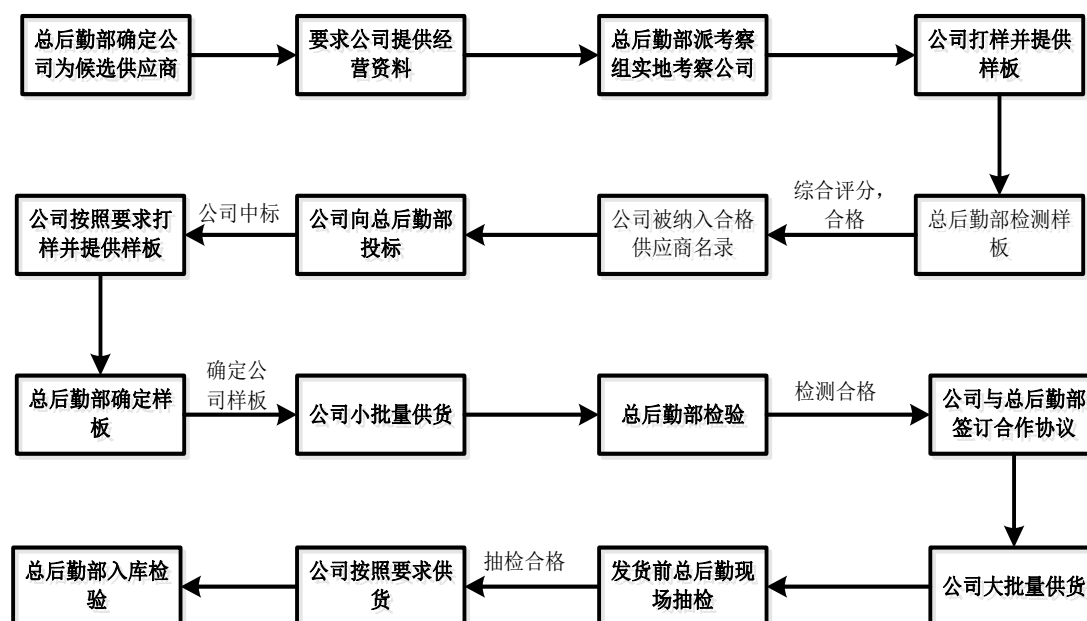 总后勤部确定公
司为候选供应商
要求公司提供经
营资料
总后勤部派考察
组实地考察公司
公司打样并提供
样板
公司按照要求打
样并提供样板
公司中标
公司向总后勤部
投标
公司被纳入合格
供应商名录
综合评分，
合格
总后勤部检测样
板
总后勤部确定样
板
确定公
司样板
公司小批量供货
总后勤部检验
检测合格
公司与总后勤部
签订合作协议
总后勤部入库检
验
公司按照要求供
货
抽检合格
发货前总后勤现
场抽检
公司大批量供货